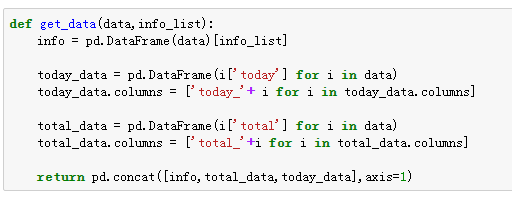 def get_data(data,info_list):
    info = pd.DataFrame(data)[info_list]
    today_data = pd.DataFrame(i['today'] for i in data)
    today_data.columns = ['today_'+ i for i in today_data.columns]
    total_data = pd.DataFrame(i['total'] for i in data)
    total_data.columns = ['total_'+i for i in total_data.columns]
    return pd.concat([info,total_data,today_data],axis=1)